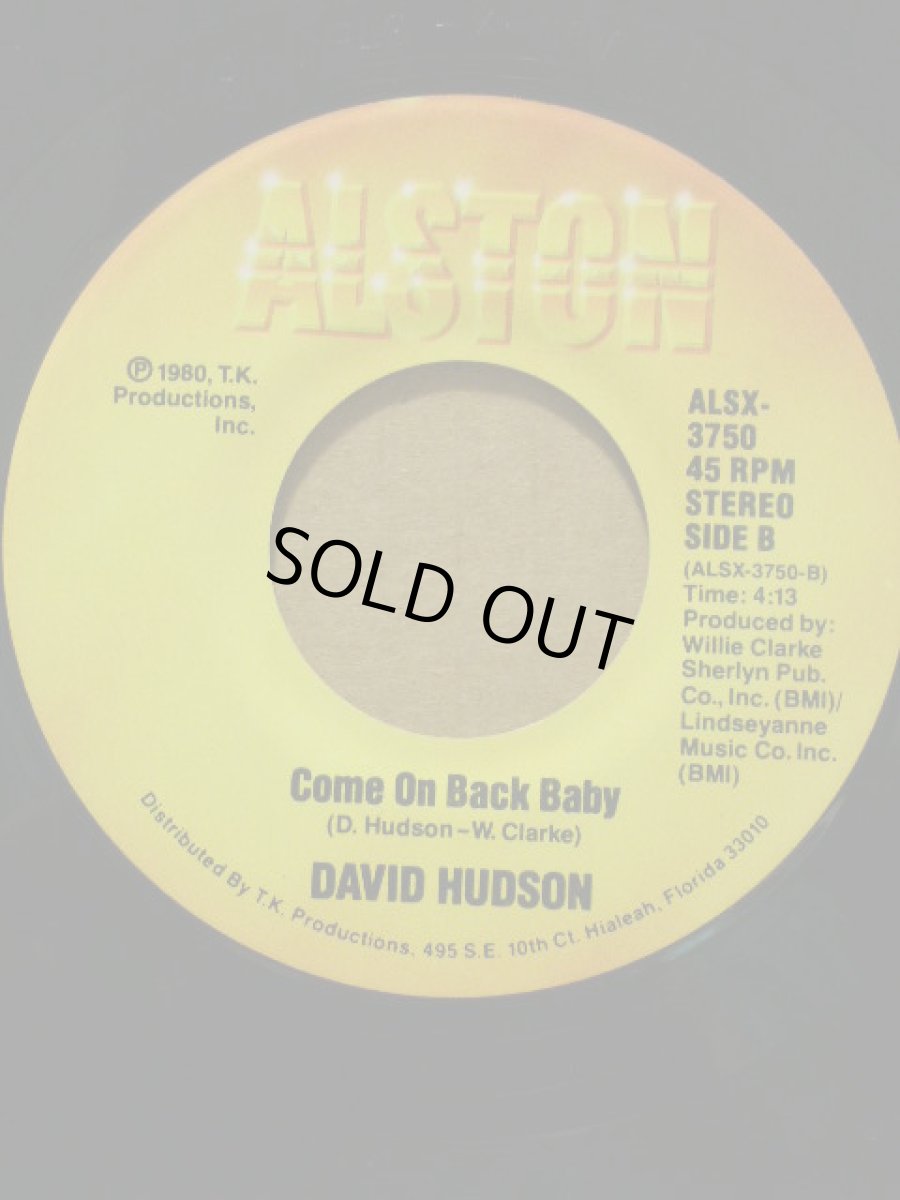 ALSTON
℗ 1980, T.K.
Productions,
Inc.
ALSX-
3750
45 RPM
STEREO
SIDE B
(ALSX-3750-B)
Time: 4:13
Produced by:
Willie Clarke
Sherlyn Pub.
Co., Inc. (BMI)/
Lindseyanne
Music Co. Inc.
(BMI)
SOLD OUT
Come On Back Baby
(D. Hudson–W. Clarke)
DAVID HUDSON
Distributed By T.K. Productions, 495 S.E. 10th Ct. Hialeah, Florida 33010